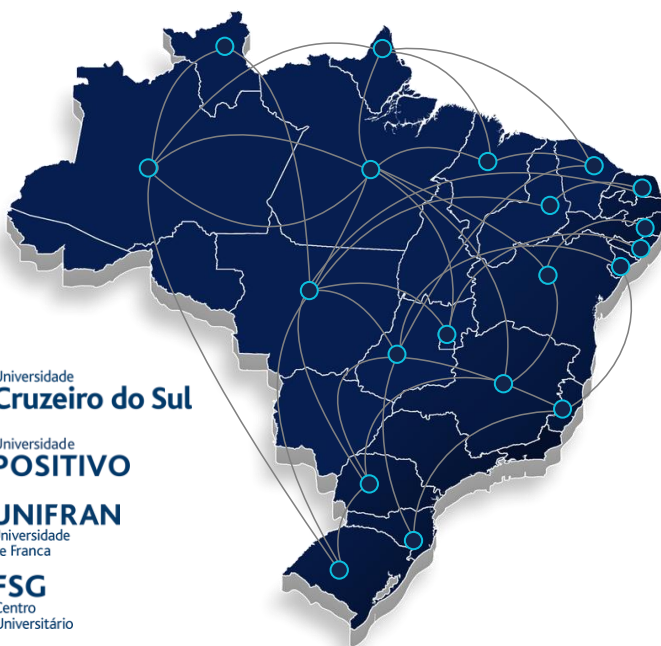 Universidade
Cruzeiro do Sul
Universidade
POSITIVO
UNIFRAN
Universidade
de Franca
FSG
Centro
Universitário